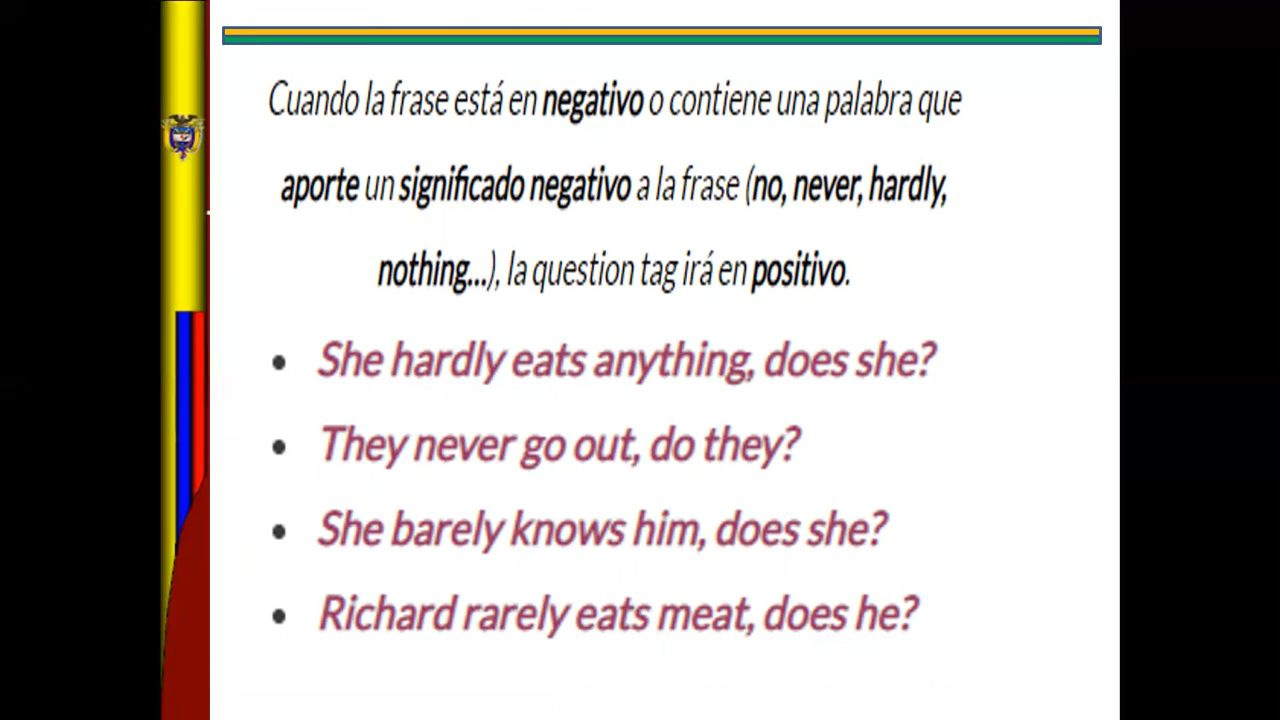 Cuando la frase está en negativo o contiene una palabra que
aporte un significado negativo a la frase (no, never, hardly,
nothing...), la question tag irá en positivo.
• She hardly eats anything, does she?
• They never go out, do they?
• She barely knows him, does she?
• Richard rarely eats meat, does he?